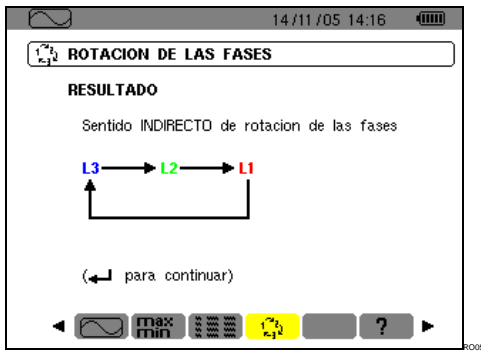 14/11/05 14:16
ROTACION DE LAS FASES
RESULTADO
Sentido INDIRECTO de rotacion de las fases
L3 L2 L1
( para continuar)
max
min
?